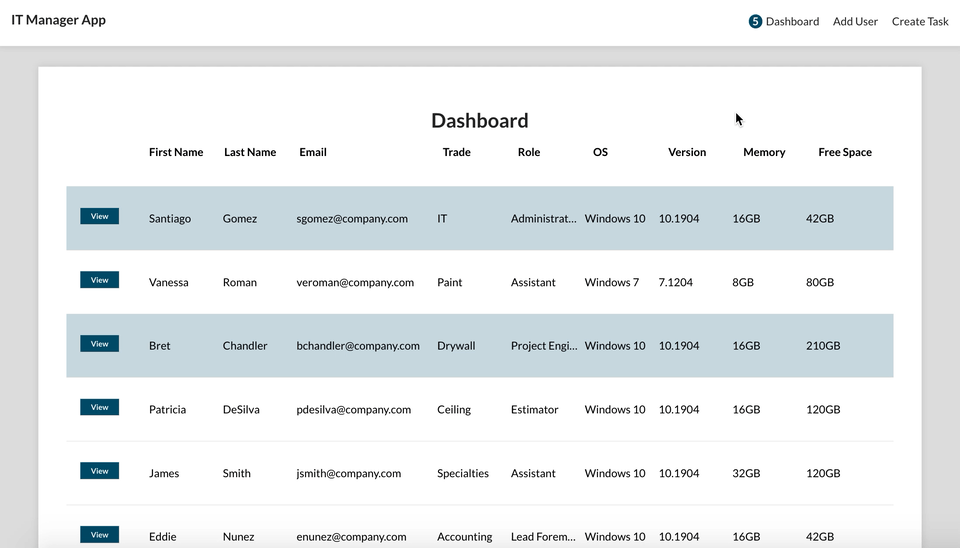 IT Manager App
5 Dashboard Add User Create Task
Dashboard
First Name Last Name Email Trade Role OS Version Memory Free Space
View Santiago Gomez sgomez@company.com IT Administrat... Windows 10 10.1904 16GB 42GB
View Vanessa Roman veroman@company.com Paint Assistant Windows 7 7.1204 8GB 80GB
View Bret Chandler bchandler@company.com Drywall Project Engi... Windows 10 10.1904 16GB 210GB
View Patricia DeSilva pdesilva@company.com Ceiling Estimator Windows 10 10.1904 16GB 120GB
View James Smith jsmith@company.com Specialties Assistant Windows 10 10.1904 32GB 120GB
View Eddie Nunez enunez@company.com Accounting Lead Forem... Windows 10 10.1904 16GB 42GB